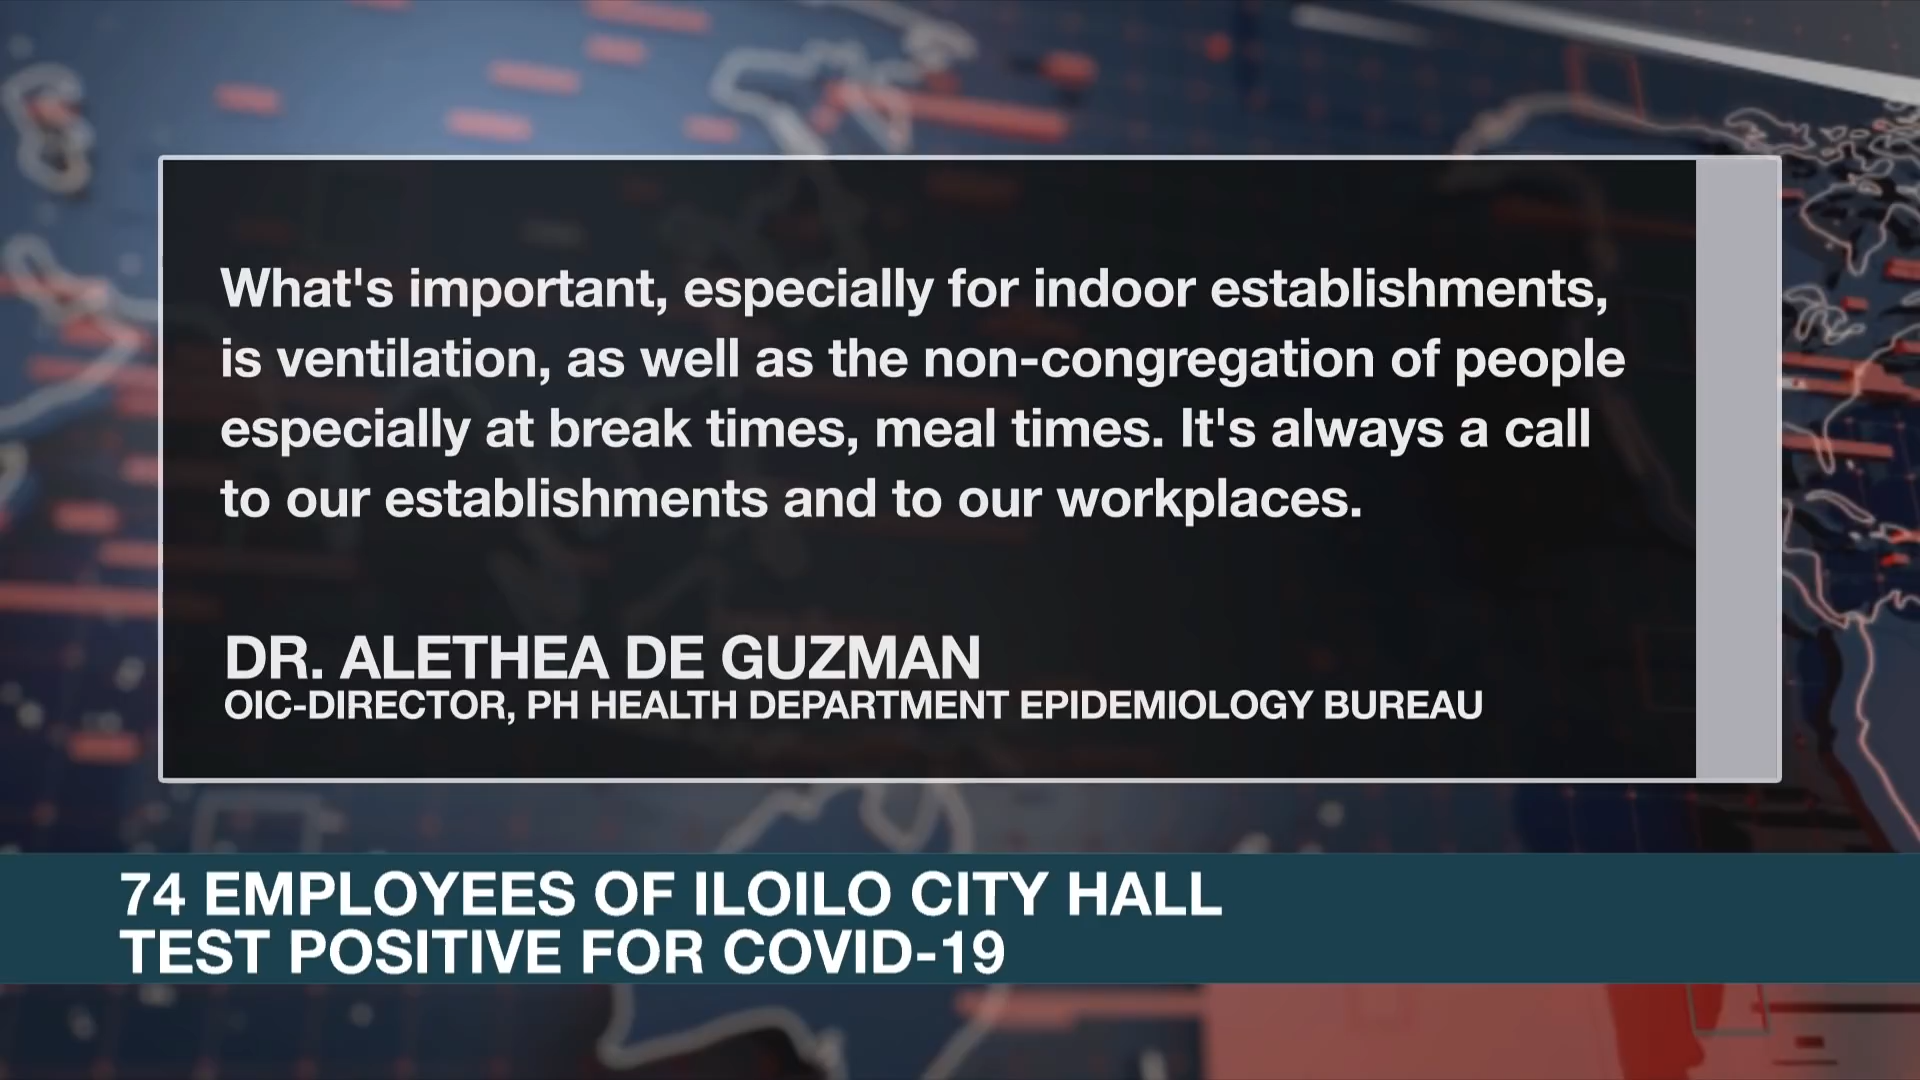 What's important, especially for indoor establishments,
is ventilation, as well as the non-congregation of people
especially at break times, meal times. It's always a call
to our establishments and to our workplaces.
DR. ALETHEA DE GUZMAN
OIC-DIRECTOR, PH HEALTH DEPARTMENT EPIDEMIOLOGY BUREAU
74 EMPLOYEES OF ILOILO CITY HALL
TEST POSITIVE FOR COVID-19